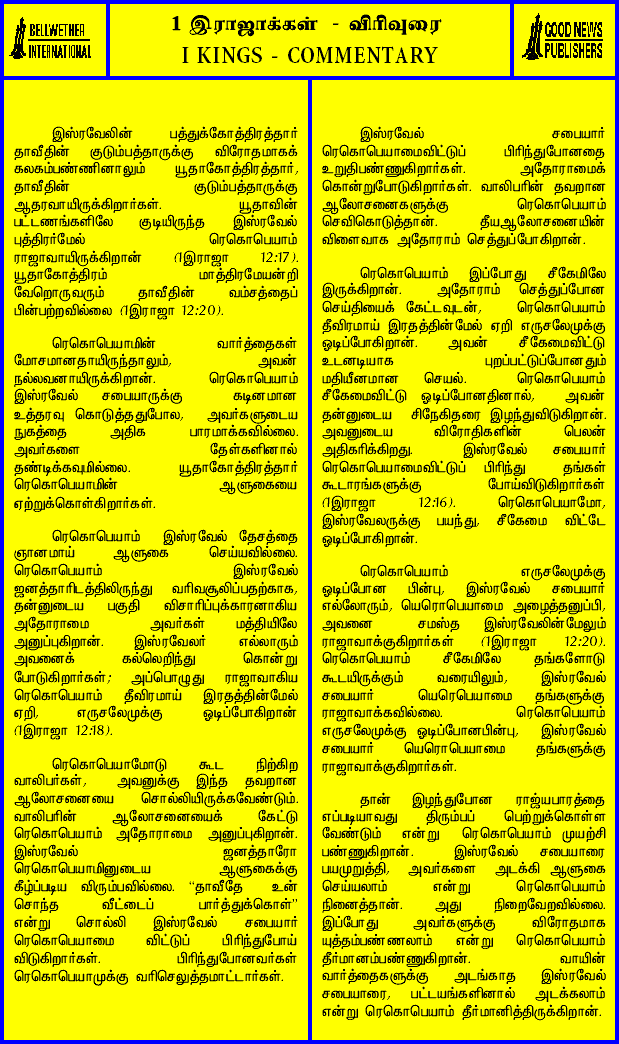 BELLWETHER
INTERNATIONAL
1 இராஜாக்கள் - விரிவுரை
I KINGS - COMMENTARY
GOOD NEWS
PUBLISHERS
இஸ்ரவேலின் பத்துக்கோத்திரத்தார்
தாவீதின் குடும்பத்தாருக்கு விரோதமாகக்
கலகம்பண்ணினாலும் யூதாகோத்திரத்தார்,
தாவீதின் குடும்பத்தாருக்கு
ஆதரவாயிருக்கிறார்கள். யூதாவின்
பட்டணங்களிலே குடியிருந்த இஸ்ரவேல்
புத்திரர்மேல் ரெகொபெயாம்
ராஜாவாயிருக்கிறான் (1இராஜா 12:17).
யூதாகோத்திரம் மாத்திரமேயன்றி
வேறொருவரும் தாவீதின் வம்சத்தைப்
பின்பற்றவில்லை (1இராஜா 12:20).
ரெகொபெயாமின் வார்த்தைகள்
மோசமானதாயிருந்தாலும், அவன்
நல்லவனாயிருக்கிறான். ரெகொபெயாம்
இஸ்ரவேல் சபையாருக்கு கடினமான
உத்தரவு கொடுத்ததுபோல, அவர்களுடைய
நுகத்தை அதிக பாரமாக்கவில்லை.
அவர்களை தேள்களினால்
தண்டிக்கவுமில்லை. யூதாகோத்திரத்தார்
ரெகொபெயாமின் ஆளுகையை
ஏற்றுக்கொள்கிறார்கள்.
ரெகொபெயாம் இஸ்ரவேல் தேசத்தை
ஞானமாய் ஆளுகை செய்யவில்லை.
ரெகொபெயாம் இஸ்ரவேல்
ஜனத்தாரிடத்திலிருந்து வரிவசூலிப்பதற்காக,
தன்னுடைய பகுதி விசாரிப்புக்காரனாகிய
அதோராமை அவர்கள் மத்தியிலே
அனுப்புகிறான். இஸ்ரவேலர் எல்லாரும்
அவனைக் கல்லெறிந்து கொன்று
போடுகிறார்கள்; அப்பொழுது ராஜாவாகிய
ரெகொபெயாம் தீவிரமாய் இரதத்தின்மேல்
ஏறி, எருசலேமுக்கு ஓடிப்போகிறான்
(1இராஜா 12:18).
ரெகொபெயாமோடு கூட நிற்கிற
வாலிபர்கள், அவனுக்கு இந்த தவறான
ஆலோசனையை சொல்லியிருக்கவேண்டும்.
வாலிபரின் ஆலோசனையைக் கேட்டு
ரெகொபெயாம் அதோராமை அனுப்புகிறான்.
இஸ்ரவேல் ஜனத்தாரோ
ரெகொபெயாமினுடைய ஆளுகைக்கு
கீழ்ப்படிய விரும்பவில்லை. "தாவீதே உன்
சொந்த வீட்டைப் பார்த்துக்கொள்"
என்று சொல்லி இஸ்ரவேல் சபையார்
ரெகொபெயாமை விட்டுப் பிரிந்துபோய்
விடுகிறார்கள். பிரிந்துபோனவர்கள்
ரெகொபெயாமுக்கு வரிசெலுத்தமாட்டார்கள்.
இஸ்ரவேல் சபையார்
ரெகொபெயாமைவிட்டுப் பிரிந்துபோனதை
உறுதிபண்ணுகிறார்கள். அதோராமைக்
கொன்றுபோடுகிறார்கள். வாலிபரின் தவறான
ஆலோசனைகளுக்கு ரெகொபெயாம்
செவிகொடுத்தான். தீயஆலோசனையின்
விளைவாக அதோராம் செத்துப்போகிறான்.
ரெகொபெயாம் இப்போது சீகேமிலே
இருக்கிறான். அதோராம் செத்துப்போன
செய்தியைக் கேட்டவுடன், ரெகொபெயாம்
தீவிரமாய் இரதத்தின்மேல் ஏறி எருசலேமுக்கு
ஓடிப்போகிறான். அவன் சீகேமைவிட்டு
உடனடியாக புறப்பட்டுப்போனதும்
மதியீனமான செயல். ரெகொபெயாம்
சீகேமைவிட்டு ஓடிப்போனதினால், அவன்
தன்னுடைய சிநேகிதரை இழந்துவிடுகிறான்.
அவனுடைய விரோதிகளின் பெலன்
அதிகரிக்கிறது. இஸ்ரவேல் சபையார்
ரெகொபெயாமைவிட்டுப் பிரிந்து தங்கள்
கூடாரங்களுக்கு போய்விடுகிறார்கள்
(1இராஜா 12:16). ரெகொபெயாமோ,
இஸ்ரவேலருக்கு பயந்து, சீகேமை விட்டே
ஓடிப்போகிறான்.
ரெகொபெயாம் எருசலேமுக்கு
ஓடிப்போன பின்பு, இஸ்ரவேல் சபையார்
எல்லோரும், யெரொபெயாமை அழைத்தனுப்பி,
அவனை சமஸ்த இஸ்ரவேலின்மேலும்
ராஜாவாக்குகிறார்கள் (1இராஜா 12:20).
ரெகொபெயாம் சீகேமிலே தங்களோடு
கூடயிருக்கும் வரையிலும், இஸ்ரவேல்
சபையார் யெரெபெயாமை தங்களுக்கு
ராஜாவாக்கவில்லை. ரெகொபெயாம்
எருசலேமுக்கு ஓடிப்போனபின்பு, இஸ்ரவேல்
சபையார் யெரொபெயாமை தங்களுக்கு
ராஜாவாக்குகிறார்கள்.
தான் இழந்துபோன ராஜ்யபாரத்தை
எப்படியாவது திரும்பப் பெற்றுக்கொள்ள
வேண்டும் என்று ரெகொபெயாம் முயற்சி
பண்ணுகிறான். இஸ்ரவேல் சபையாரை
பயமுறுத்தி, அவர்களை அடக்கி ஆளுகை
செய்யலாம் என்று ரெகொபெயாம்
நினைத்தான். அது நிறைவேறவில்லை.
இப்போது அவர்களுக்கு விரோதமாக
யுத்தம்பண்ணலாம் என்று ரெகொபெயாம்
தீர்மானம்பண்ணுகிறான். வாயின்
வார்த்தைகளுக்கு அடங்காத இஸ்ரவேல்
சபையாரை, பட்டயங்களினால் அடக்கலாம்
என்று ரெகொபெயாம் தீர்மானித்திருக்கிறான்.